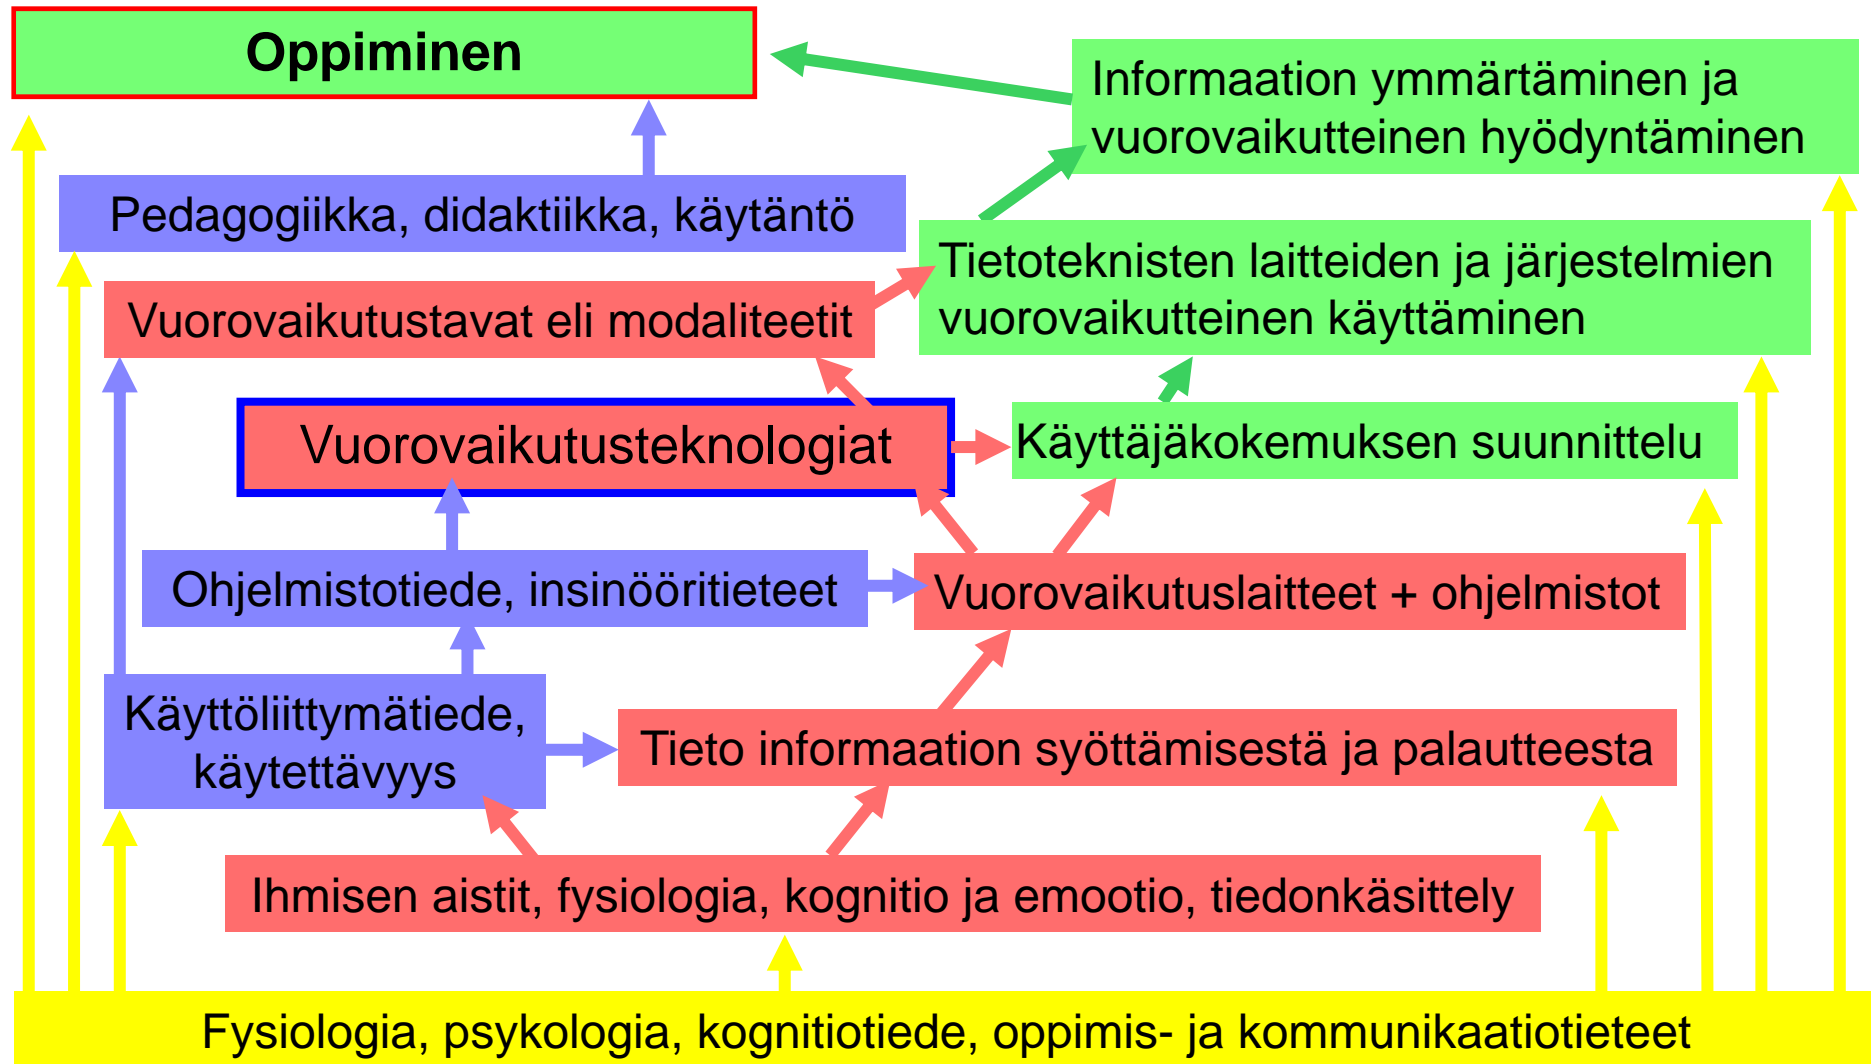 Oppiminen
Informaation ymmärtäminen ja
vuorovaikutteinen hyödyntäminen
Pedagogiikka, didaktiikka, käytäntö
Tietoteknisten laitteiden ja järjestelmien
vuorovaikutteinen käyttäminen
Vuorovaikutustavat eli modaliteetit
Vuorovaikutusteknologiat
Käyttäjäkokemuksen suunnittelu
Ohjelmistotiede, insinööritieteet
Vuorovaikutuslaitteet + ohjelmistot
Käyttöliittymätiede,
käytettävyys
Tieto informaation syöttämisestä ja palautteesta
Ihmisen aistit, fysiologia, kognitio ja emootio, tiedonkäsittely
Fysiologia, psykologia, kognitiotiede, oppimis- ja kommunikaatiotieteet